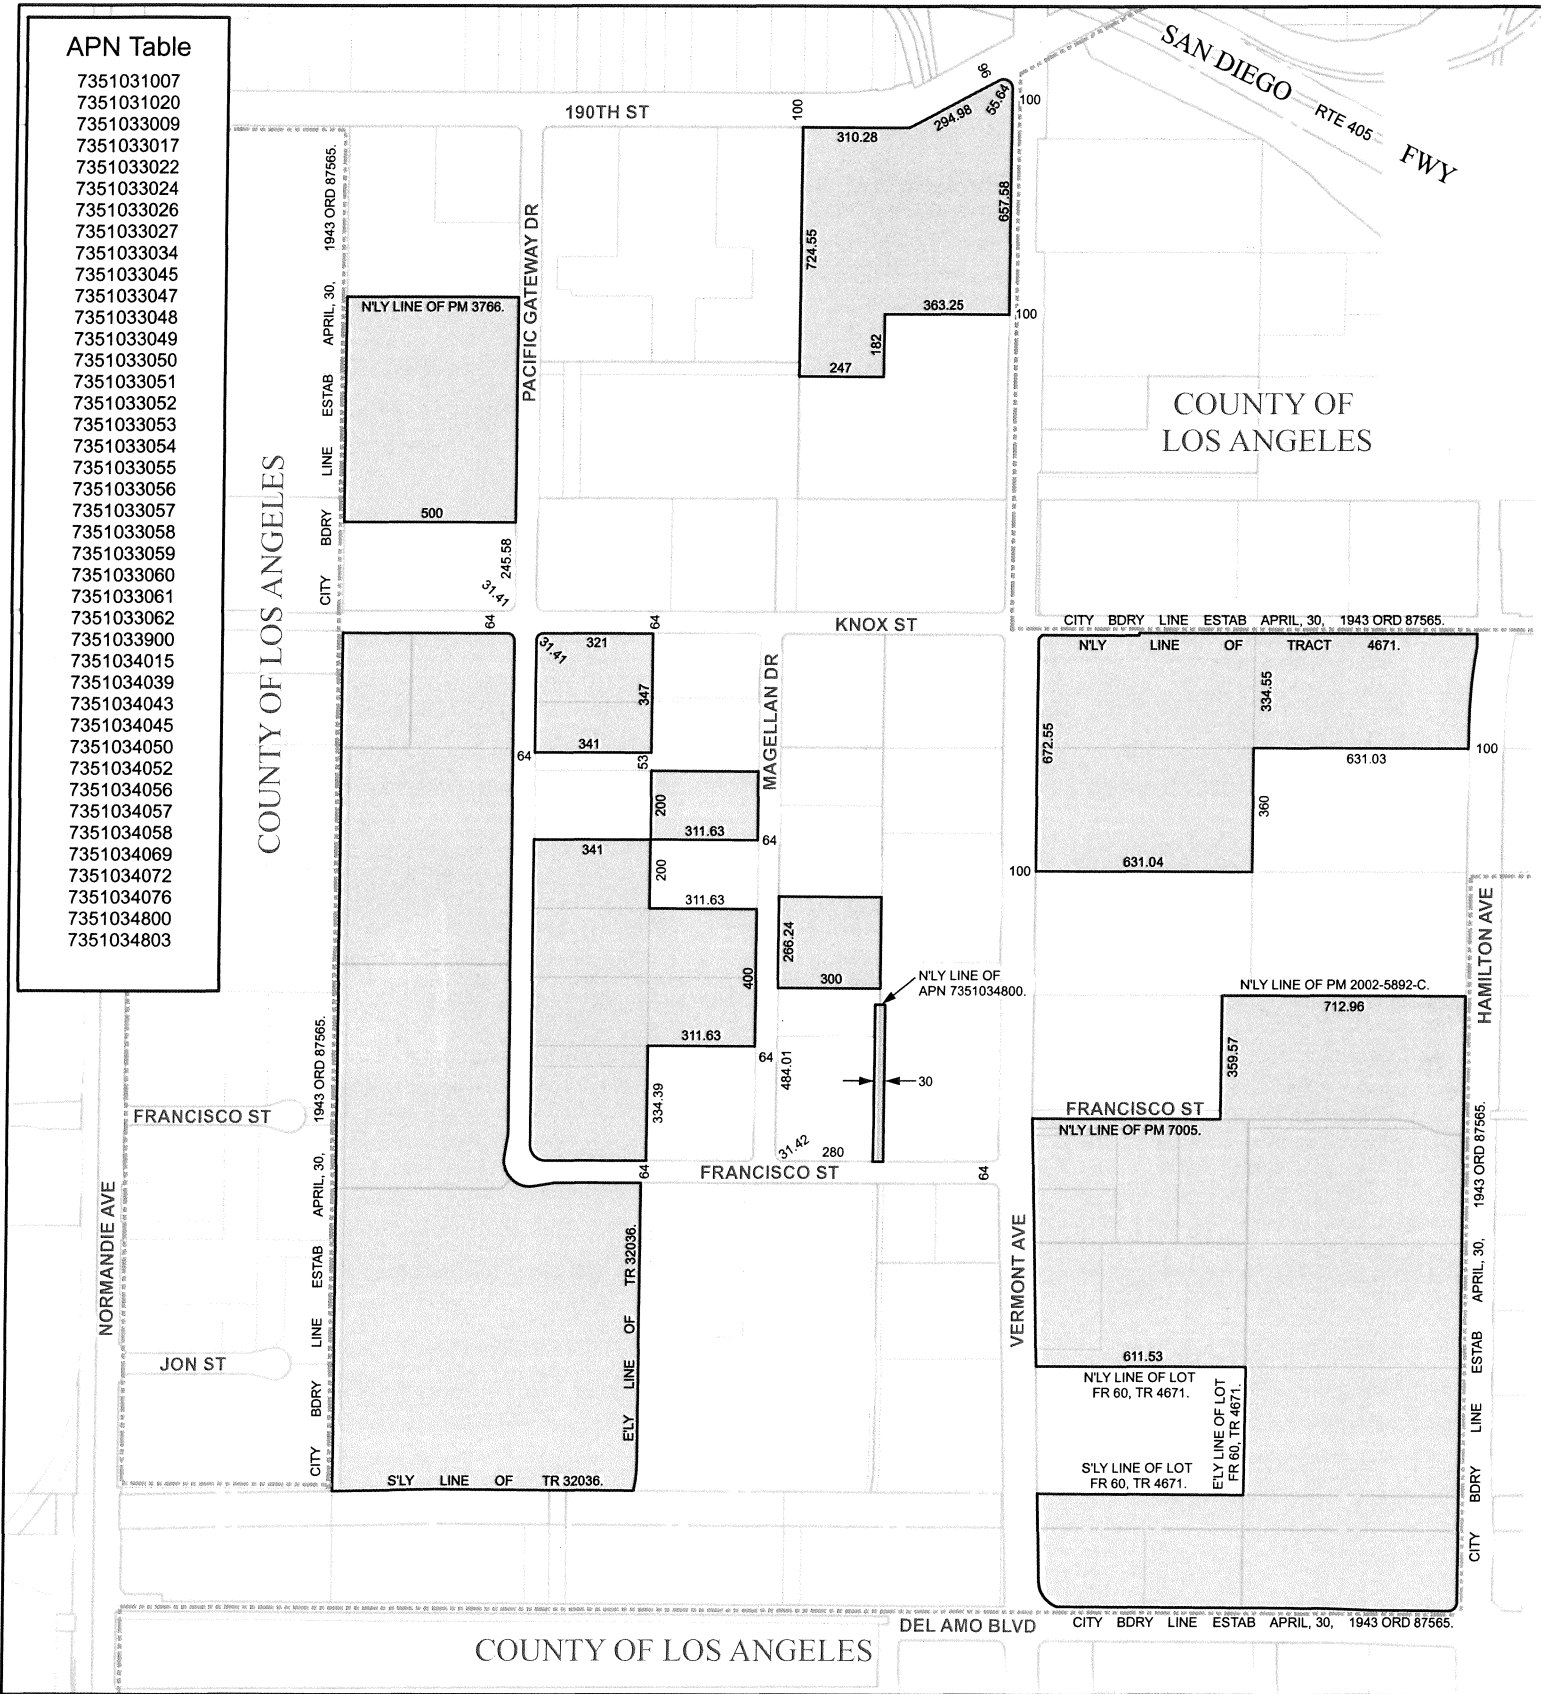 APN Table
7351031007
7351031020
7351033009
7351033017
7351033022
7351033024
7351033026
7351033027
7351033034
7351033045
7351033047
7351033048
7351033049
7351033050
7351033051
7351033052
7351033053
7351033054
7351033055
7351033056
7351033057
7351033058
7351033059
7351033060
7351033061
7351033062
7351033900
7351034015
7351034039
7351034043
7351034045
7351034050
7351034052
7351034056
7351034057
7351034058
7351034069
7351034072
7351034076
7351034800
7351034803
SAN DIEGO RTE 405 FWY
190TH ST
100
96
55.64
294.98
310.28
100
657.58
724.55
363.25
100
182
247
COUNTY OF
LOS ANGELES
PACIFIC GATEWAY DR
CITY BDRY LINE ESTAB APRIL, 30, 1943 ORD 87565.
N'LY LINE OF PM 3766.
500
245.58
31.41
COUNTY OF LOS ANGELES
64
64
KNOX ST
CITY BDRY LINE ESTAB APRIL, 30, 1943 ORD 87565.
N'LY LINE OF TRACT 4671.
31.41
321
347
341
64
53
MAGELLAN DR
672.55
334.55
631.03
100
360
631.04
100
200
311.63
64
341
200
311.63
400
311.63
64
334.39
266.24
300
N'LY LINE OF
APN 7351034800.
484.01
30
31.42
280
64
FRANCISCO ST
64
FRANCISCO ST
JON ST
NORMANDIE AVE
CITY BDRY LINE ESTAB APRIL, 30, 1943 ORD 87565.
E'LY LINE OF TR 32036.
S'LY LINE OF TR 32036.
HAMILTON AVE
N'LY LINE OF PM 2002-5892-C.
712.96
359.57
FRANCISCO ST
N'LY LINE OF PM 7005.
VERMONT AVE
611.53
N'LY LINE OF LOT
FR 60, TR 4671.
E'LY LINE OF LOT
FR 60, TR 4671.
S'LY LINE OF LOT
FR 60, TR 4671.
CITY BDRY LINE ESTAB APRIL, 30, 1943 ORD 87565.
DEL AMO BLVD
CITY BDRY LINE ESTAB APRIL, 30, 1943 ORD 87565.
COUNTY OF LOS ANGELES